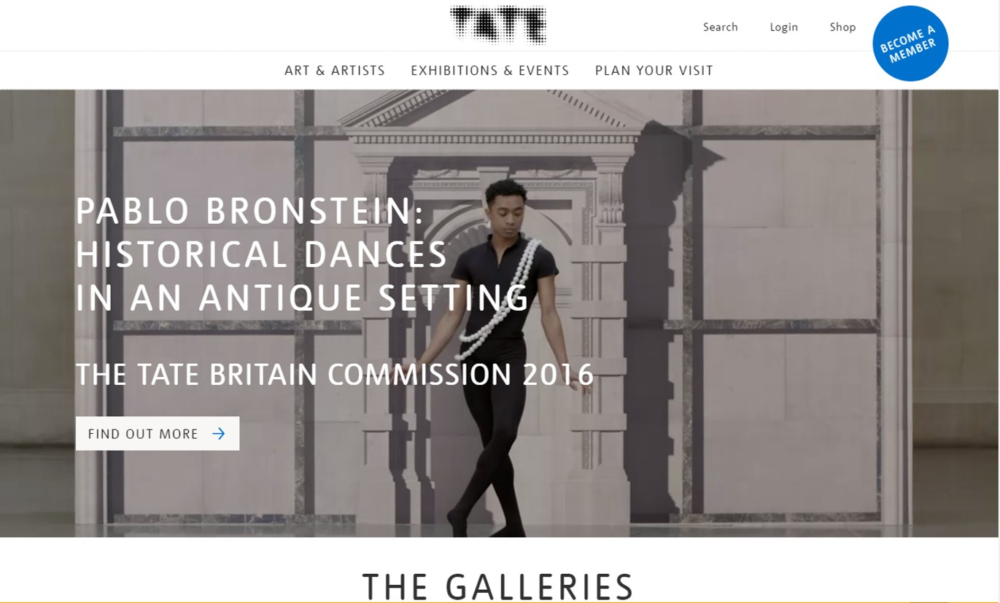 TATE
Search Login Shop
BECOME A
MEMBER
ART & ARTISTS EXHIBITIONS & EVENTS PLAN YOUR VISIT
PABLO BRONSTEIN:
HISTORICAL DANCES
IN AN ANTIQUE SETTING
THE TATE BRITAIN COMMISSION 2016
FIND OUT MORE →
THE GALLERIES